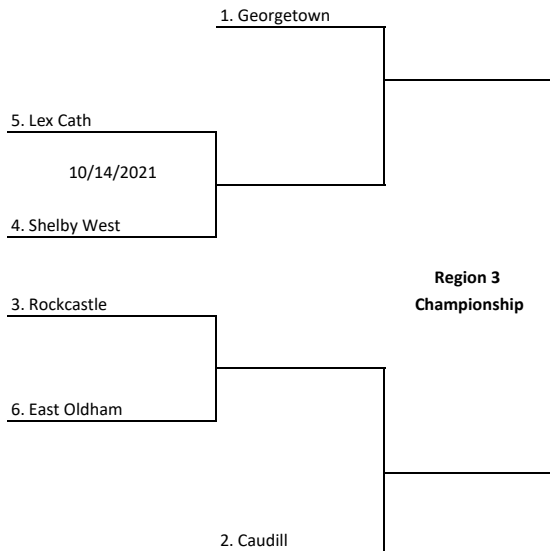 1. Georgetown
5. Lex Cath
10/14/2021
4. Shelby West
Region 3
Championship
3. Rockcastle
6. East Oldham
2. Caudill